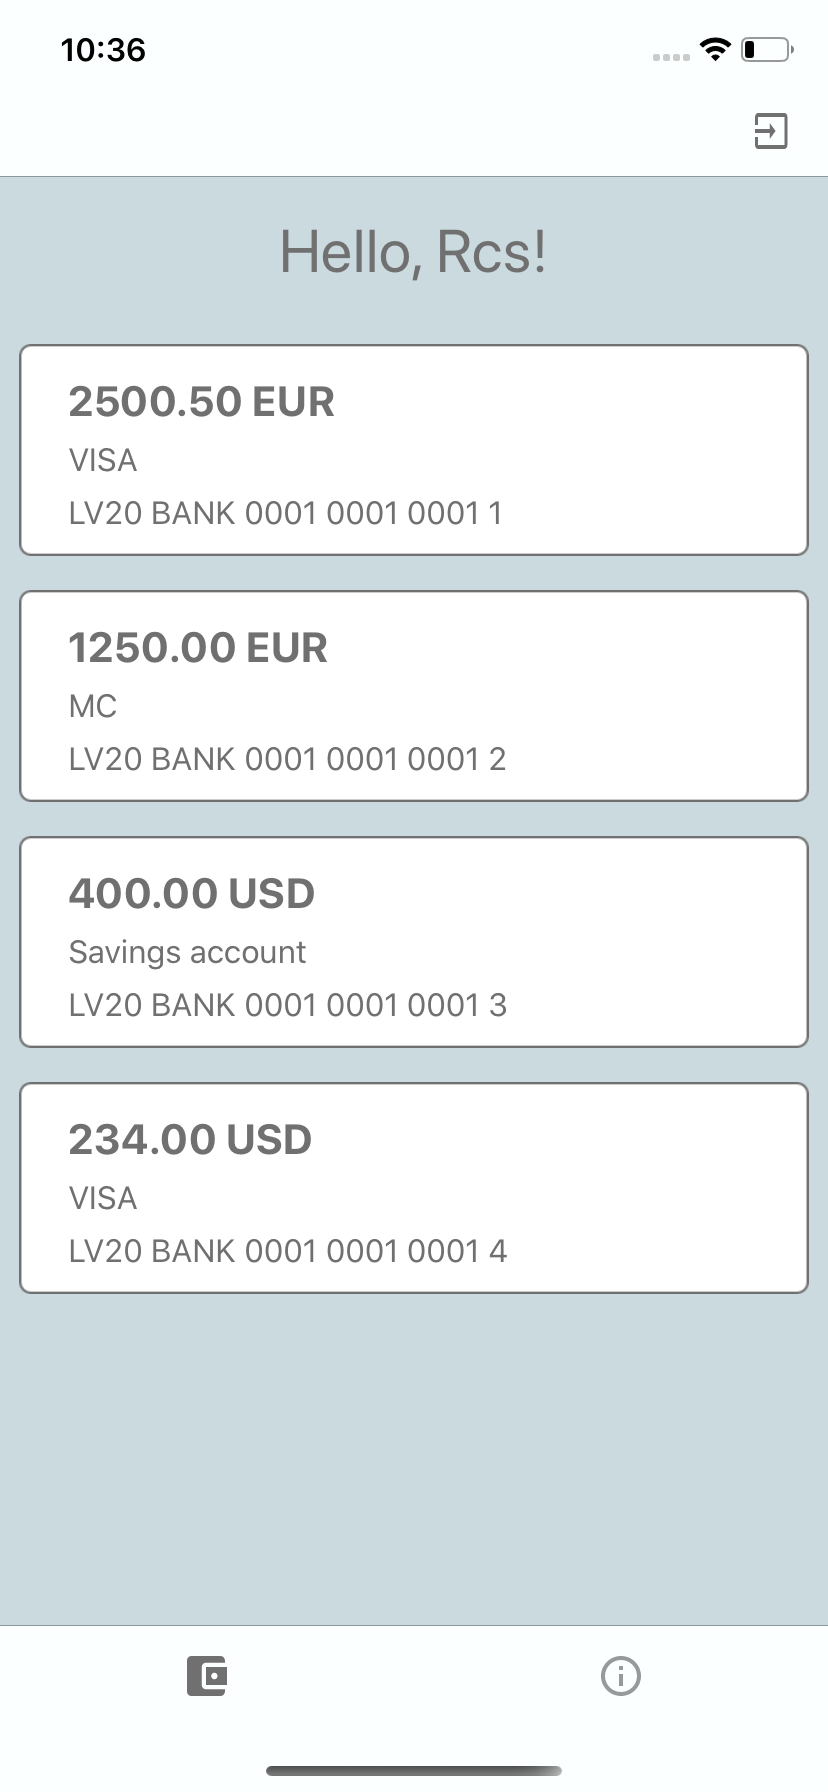 10:36
Hello, Rcs!
2500.50 EUR
VISA
LV20 BANK 0001 0001 0001 1
1250.00 EUR
MC
LV20 BANK 0001 0001 0001 2
400.00 USD
Savings account
LV20 BANK 0001 0001 0001 3
234.00 USD
VISA
LV20 BANK 0001 0001 0001 4